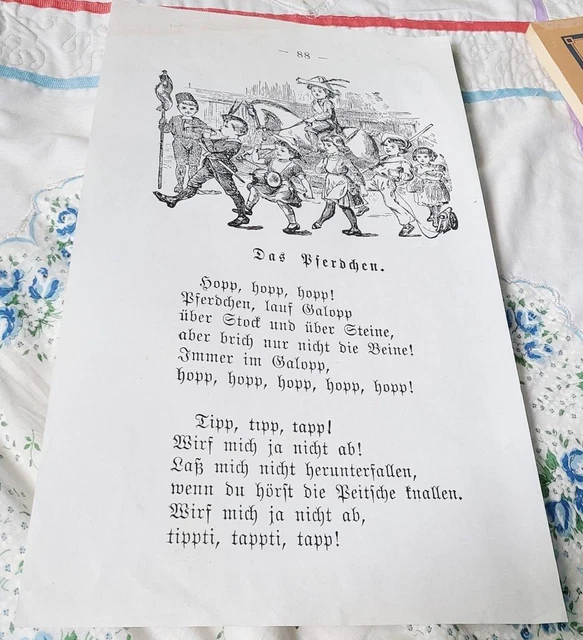 — 88 —
Das Pferdchen.
Hopp, hopp, hopp!
Pferdchen, lauf Galopp
über Stock und über Steine,
aber brich nur nicht die Beine!
Immer im Galopp,
hopp, hopp, hopp, hopp, hopp!
Tipp, tipp, tapp!
Wirf mich ja nicht ab!
Laß mich nicht herunterfallen,
wenn du hörst die Peitsche knallen.
Wirf mich ja nicht ab,
tippti, tappti, tapp!